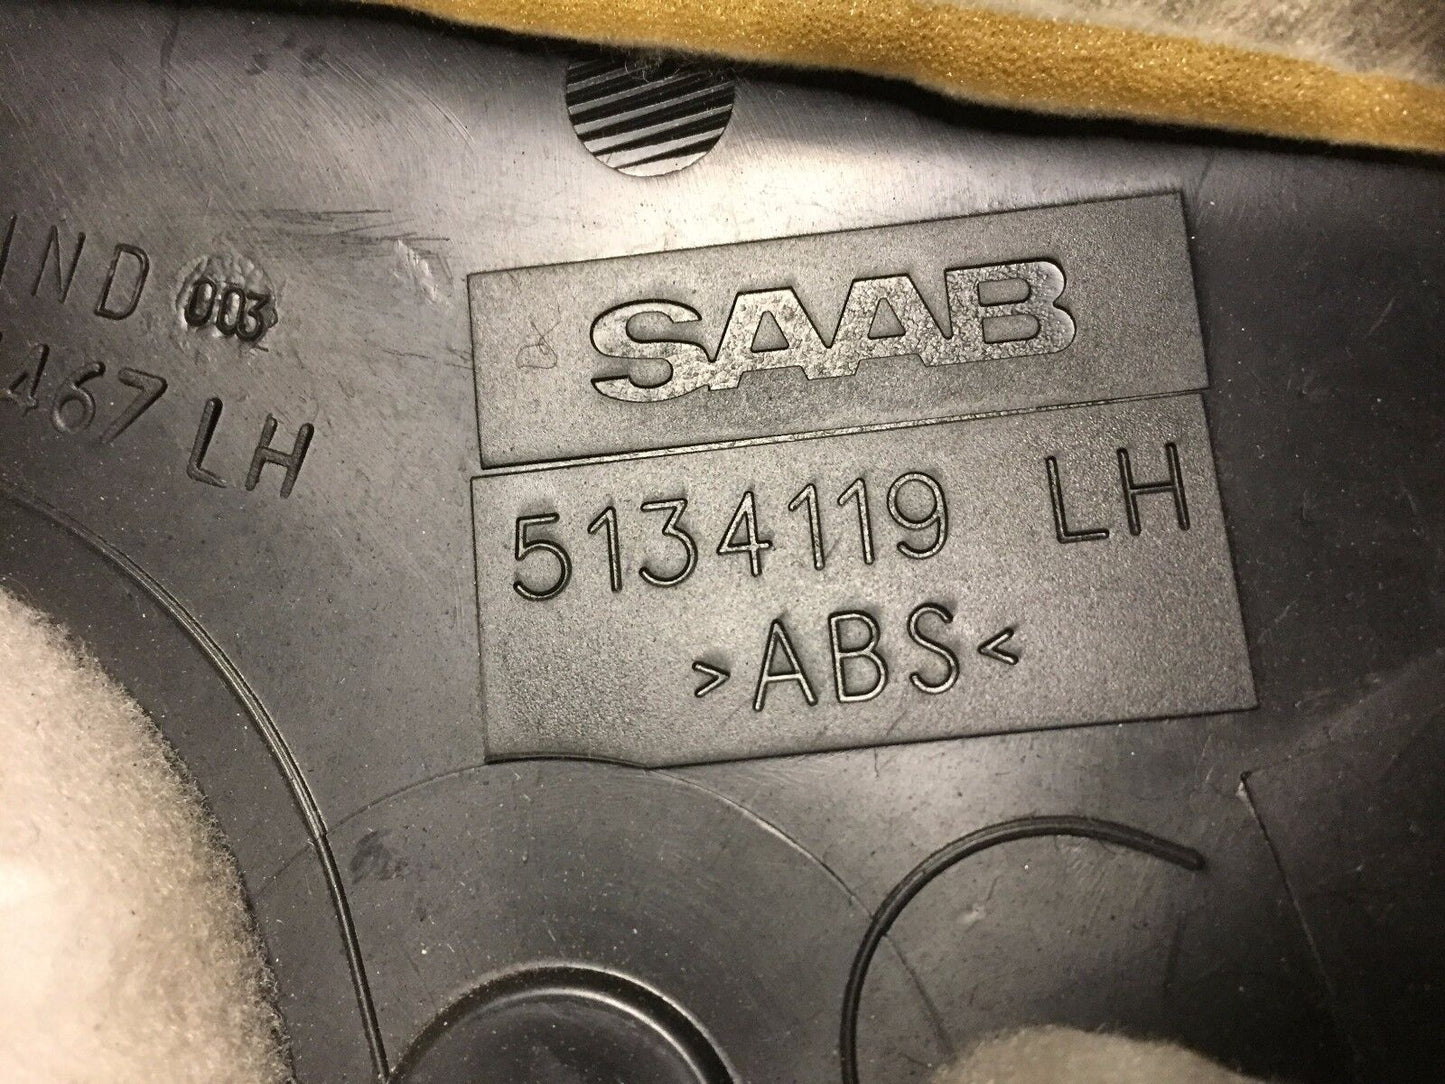 SAAB
5134119 LH
>ABS<
IND 003
467 LH